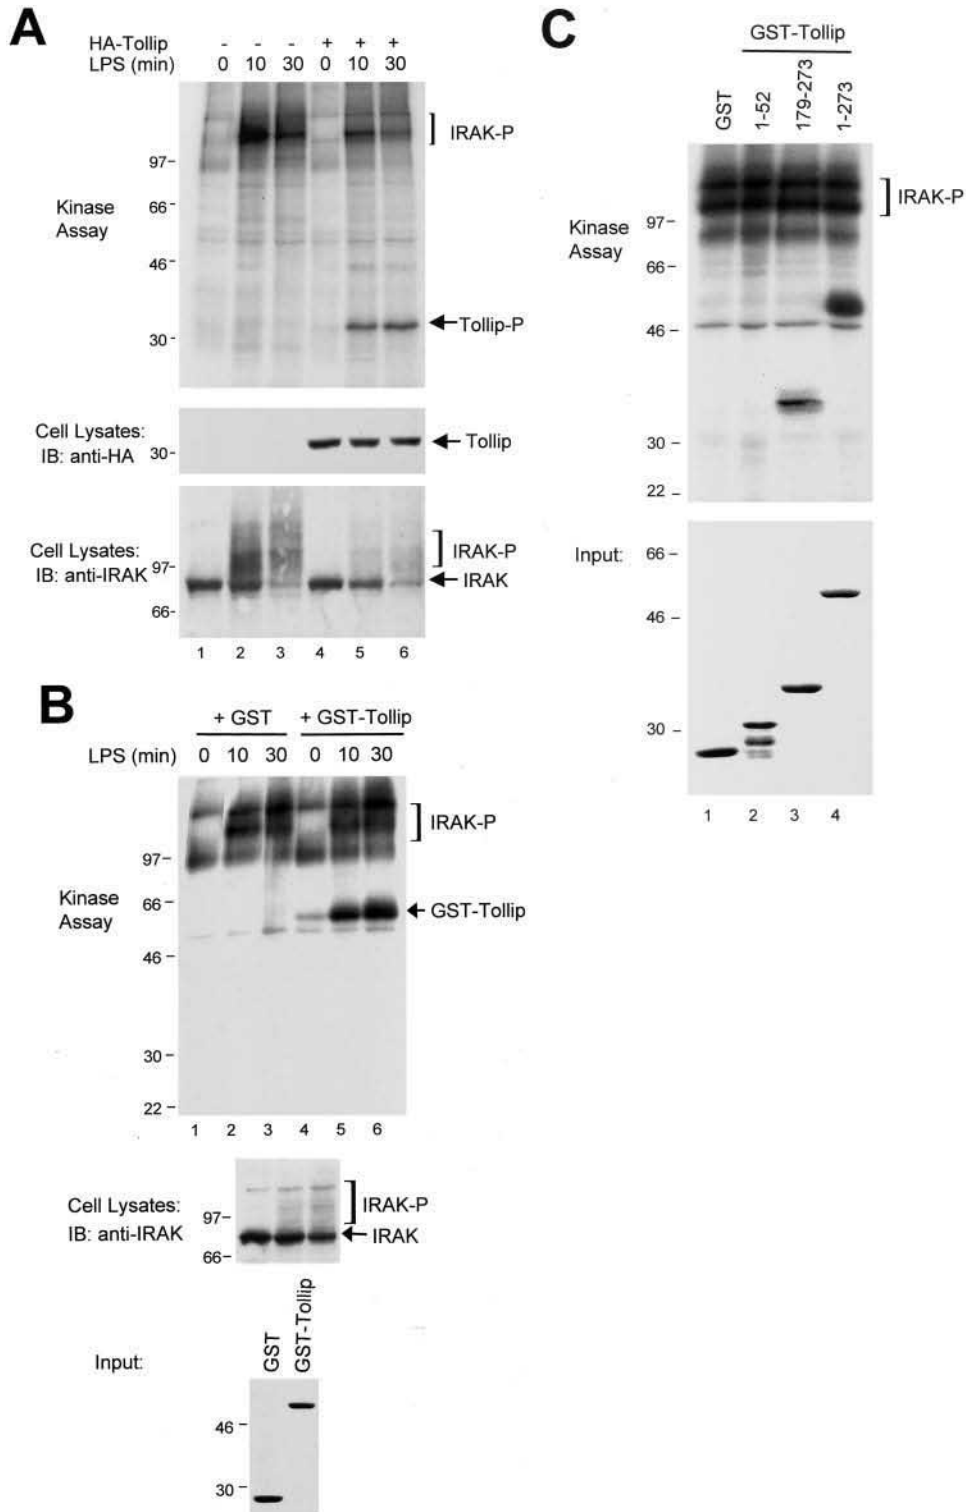 A
HA-Tollip - - - + + +
LPS (min) 0 10 30 0 10 30
IRAK-P
97-
Kinase
Assay
66-
46-
Tollip-P
30-
Cell Lysates:
IB: anti-HA
30-
Tollip
Cell Lysates:
IB: anti-IRAK
IRAK-P
97-
IRAK
66-
1 2 3 4 5 6
B
+ GST + GST-Tollip
LPS (min) 0 10 30 0 10 30
IRAK-P
97-
Kinase
Assay
66-
GST-Tollip
46-
30-
22-
1 2 3 4 5 6
Cell Lysates:
IB: anti-IRAK
IRAK-P
97-
IRAK
66-
Input:
GST
GST-Tollip
46-
30-
C
GST-Tollip
GST
1-52
179-273
1-273
IRAK-P
97-
Kinase
Assay
66-
46-
30-
22-
Input:
66-
46-
30-
1 2 3 4